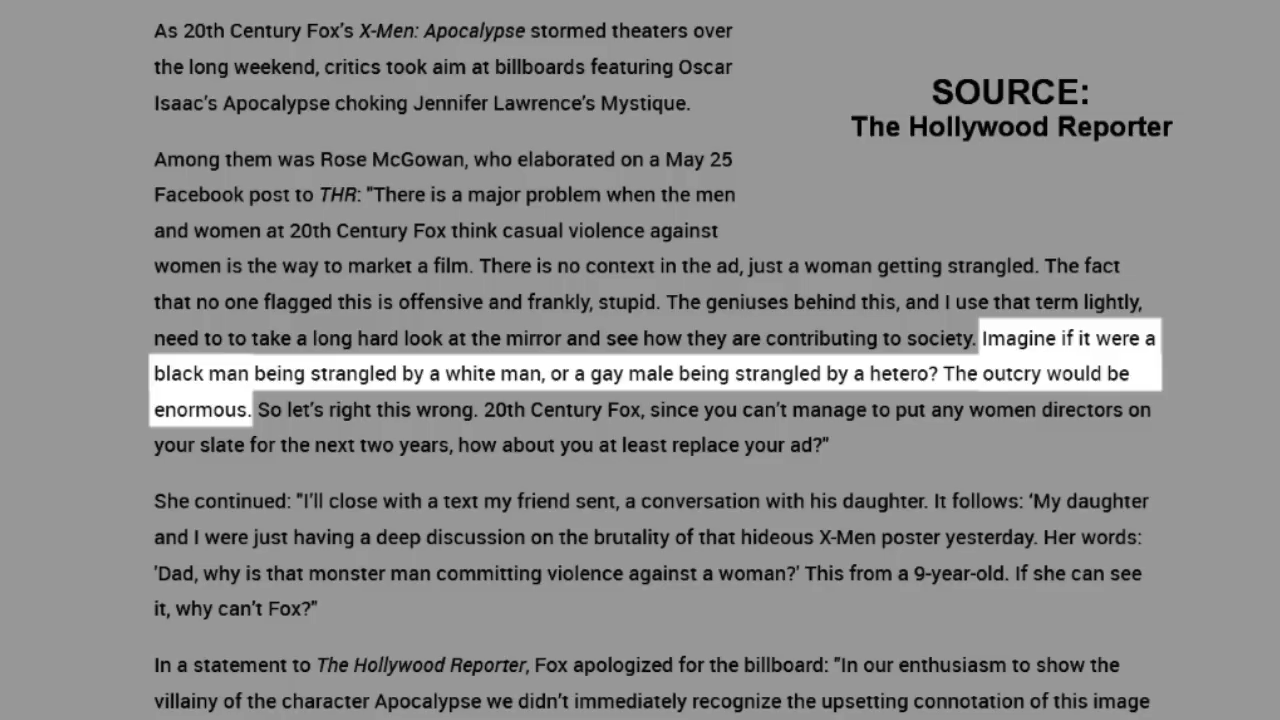 As 20th Century Fox's X-Men: Apocalypse stormed theaters over
the long weekend, critics took aim at billboards featuring Oscar
Isaac's Apocalypse choking Jennifer Lawrence's Mystique.
SOURCE:
The Hollywood Reporter
Among them was Rose McGowan, who elaborated on a May 25
Facebook post to THR: "There is a major problem when the men
and women at 20th Century Fox think casual violence against
women is the way to market a film. There is no context in the ad, just a woman getting strangled. The fact
that no one flagged this is offensive and frankly, stupid. The geniuses behind this, and I use that term lightly,
need to to take a long hard look at the mirror and see how they are contributing to society. Imagine if it were a
black man being strangled by a white man, or a gay male being strangled by a hetero? The outcry would be
enormous. So let's right this wrong. 20th Century Fox, since you can't manage to put any women directors on
your slate for the next two years, how about you at least replace your ad?"
She continued: "I'll close with a text my friend sent, a conversation with his daughter. It follows: 'My daughter
and I were just having a deep discussion on the brutality of that hideous X-Men poster yesterday. Her words:
'Dad, why is that monster man committing violence against a woman?' This from a 9-year-old. If she can see
it, why can't Fox?"
In a statement to The Hollywood Reporter, Fox apologized for the billboard: "In our enthusiasm to show the
villainy of the character Apocalypse we didn't immediately recognize the upsetting connotation of this image